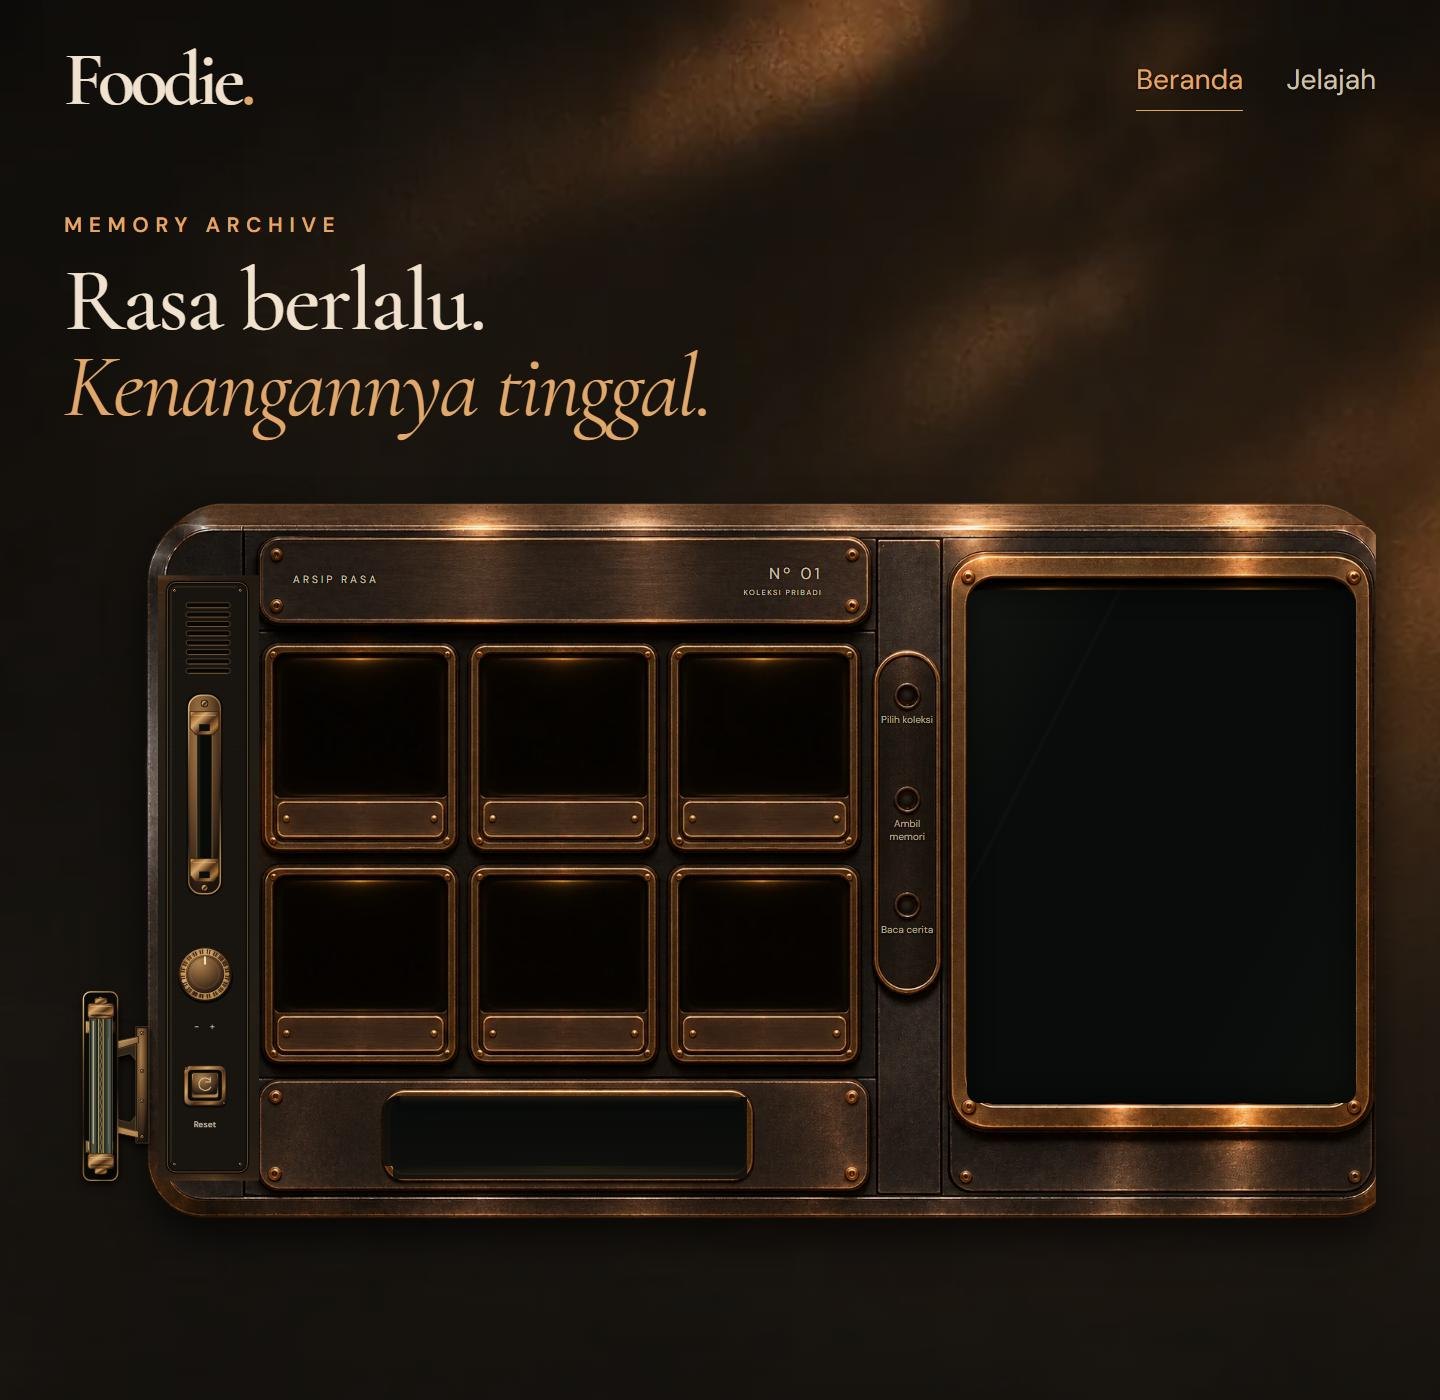 Foodie.
Beranda Jelajah
MEMORY ARCHIVE
Rasa berlalu.
Kenangannya tinggal.
ARSIP RASA
Nº 01
KOLEKSI PRIBADI
Pilih koleksi
Ambil
memori
Baca cerita
- +
Reset